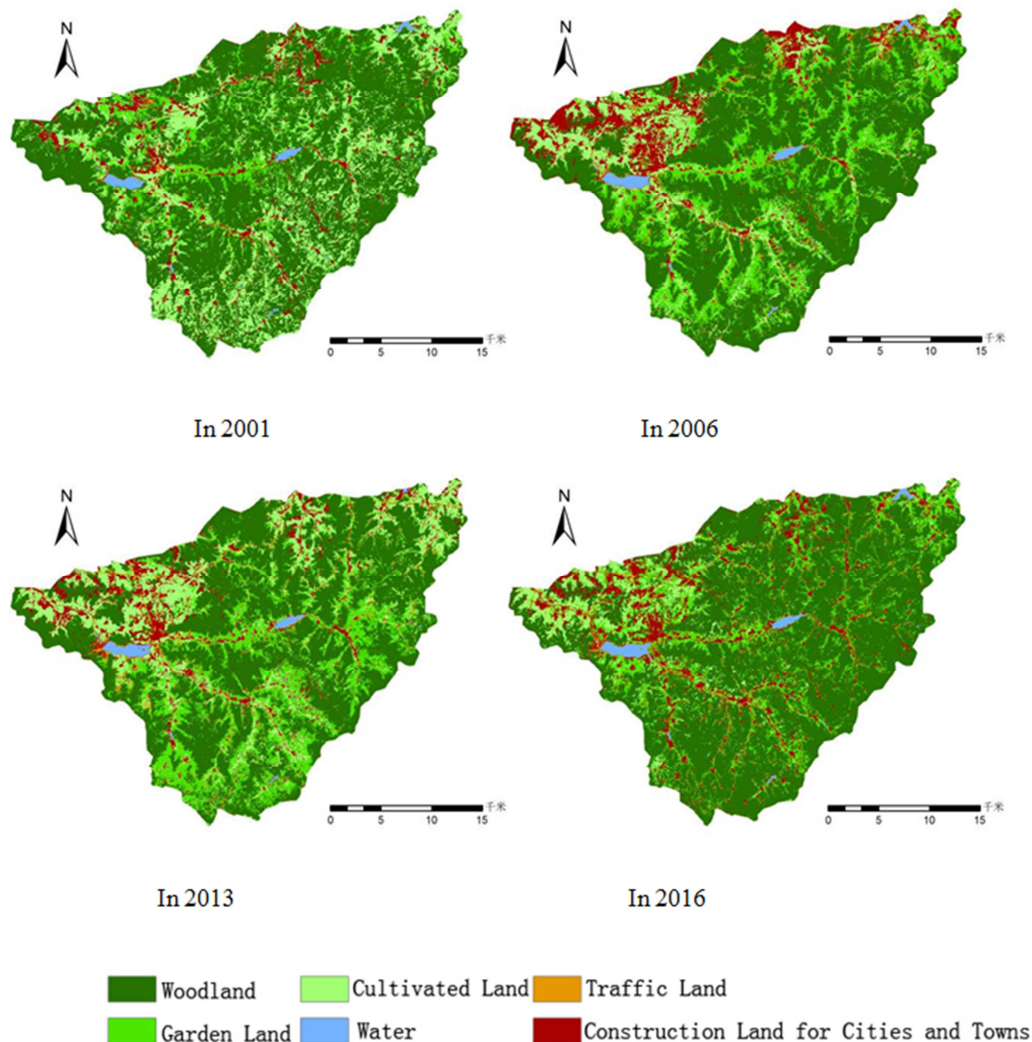 N
N
千米
0 5 10 15
千米
0 5 10 15
In 2001
In 2006
N
N
千米
0 5 10 15
千米
0 5 10 15
In 2013
In 2016
Woodland
Cultivated Land
Traffic Land
Garden Land
Water
Construction Land for Cities and Towns